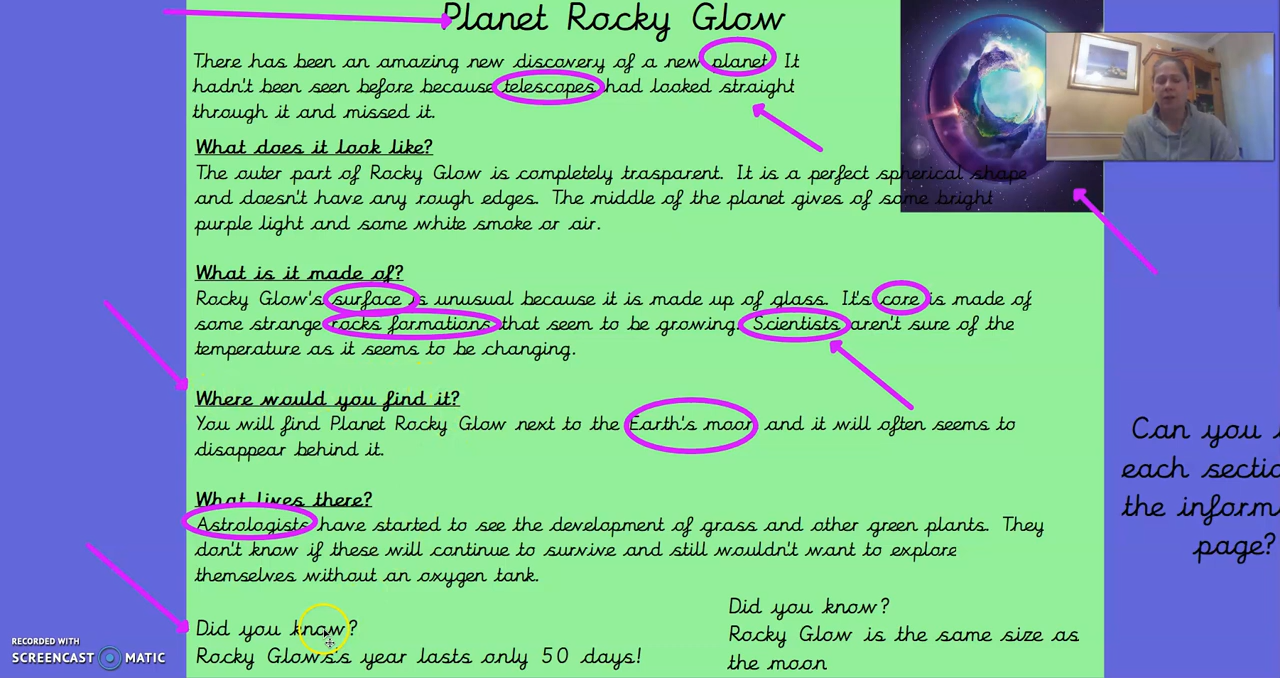 Planet Rocky Glow
There has been an amazing new discovery of a new planet. It
hadn't been seen before because telescopes had looked straight
through it and missed it.
What does it look like?
The outer part of Rocky Glow is completely trasparent. It is a perfect spherical shape
and doesn't have any rough edges. The middle of the planet gives of some bright
purple light and some white smoke or air.
What is it made of?
Rocky Glow's surface is unusual because it is made up of glass. It's core is made of
some strange rocks formations that seem to be growing. Scientists aren't sure of the
temperature as it seems to be changing.
Where would you find it?
You will find Planet Rocky Glow next to the Earth's moon and it will often seems to
disappear behind it.
What lives there?
Astrologists have started to see the development of grass and other green plants. They
don't know if these will continue to survive and still wouldn't want to explore
themselves without an oxygen tank.
Did you know?
Rocky Glows's year lasts only 50 days!
Did you know?
Rocky Glow is the same size as
the moon
Can you
each
the
page?
RECORDED WITH
SCREENCAST MATIC